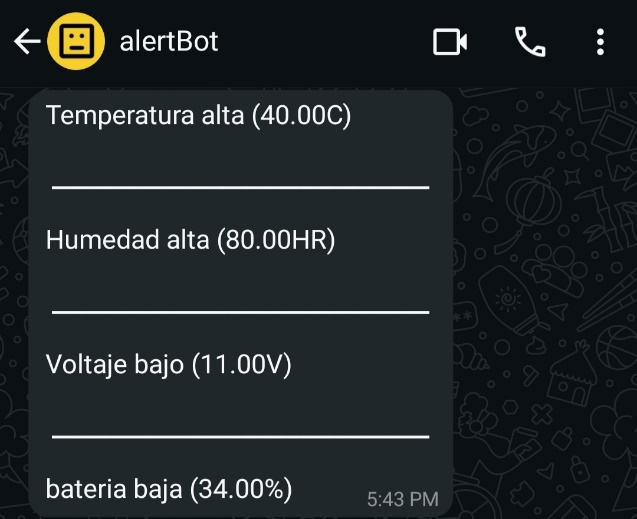 alertBot
Temperatura alta (40.00C)
Humedad alta (80.00HR)
Voltaje bajo (11.00V)
bateria baja (34.00%)
5:43 PM